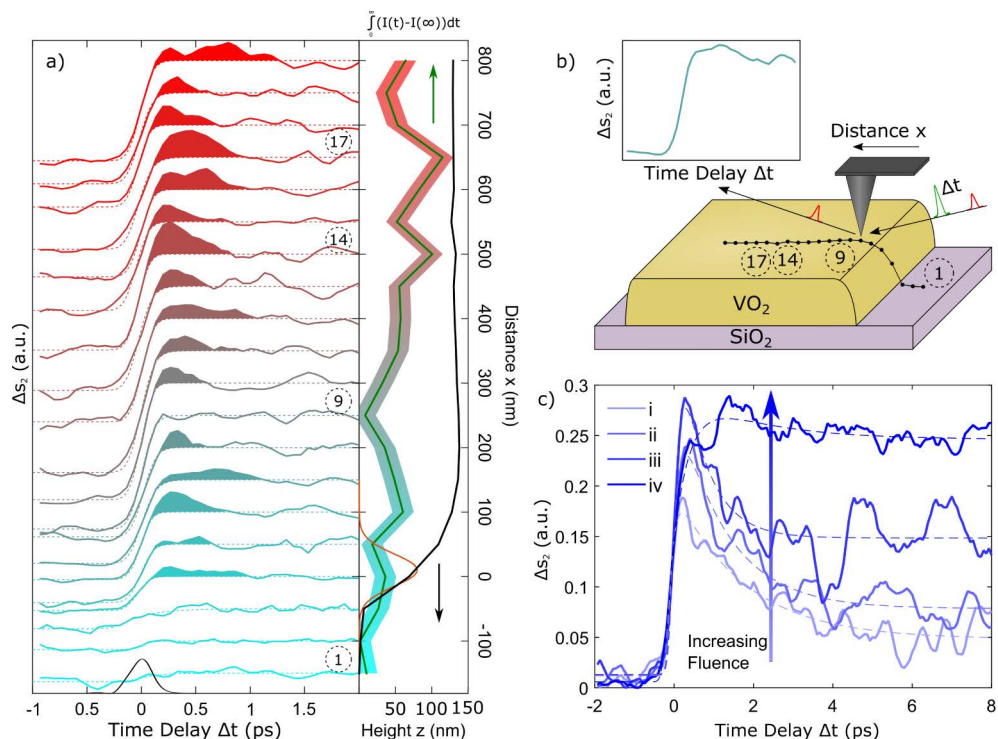 ∫₀^∞(I(t)-I(∞))dt
a)
17
14
9
1
Δs₂ (a.u.)
-1
-0.5
0
0.5
1
1.5
Time Delay Δt (ps)
800
700
600
500
400
300
200
100
0
-100
Distance x (nm)
50
100
150
Height z (nm)
b)
Δs₂ (a.u.)
Time Delay Δt
Distance x
Δt
17
14
9
1
VO₂
SiO₂
c)
0.3
0.25
0.2
0.15
0.1
0.05
0
Δs₂ (a.u.)
i
ii
iii
iv
Increasing
Fluence
-2
0
2
4
6
8
Time Delay Δt (ps)